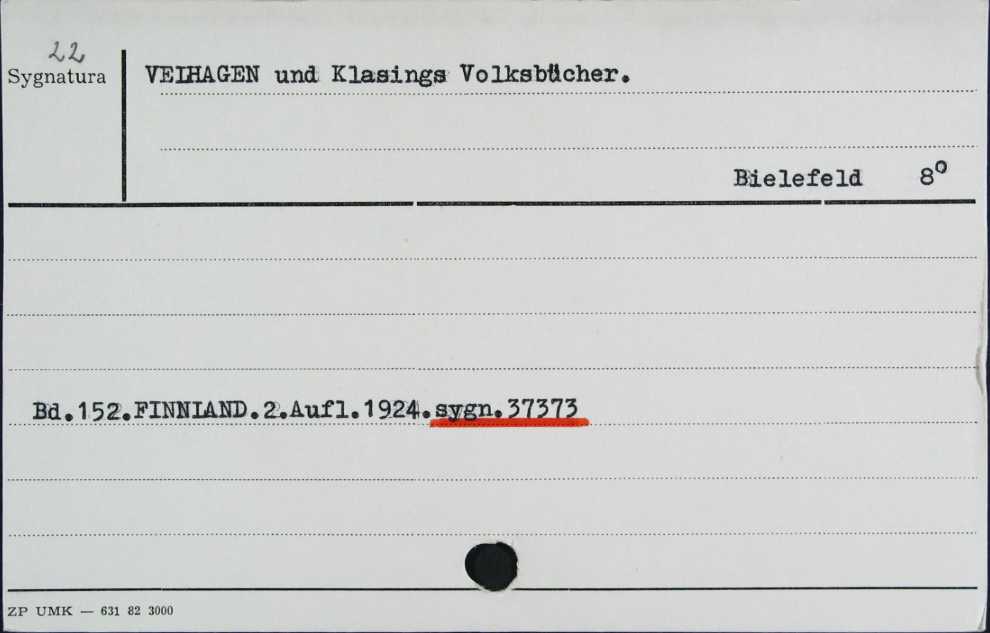 22
Sygnatura
VELHAGEN und Klasings Volksbücher.
Bielefeld 8°
Bd.152.FINNLAND.2.Aufl.1924.sygn.37373
ZP UMK — 631 82 3000